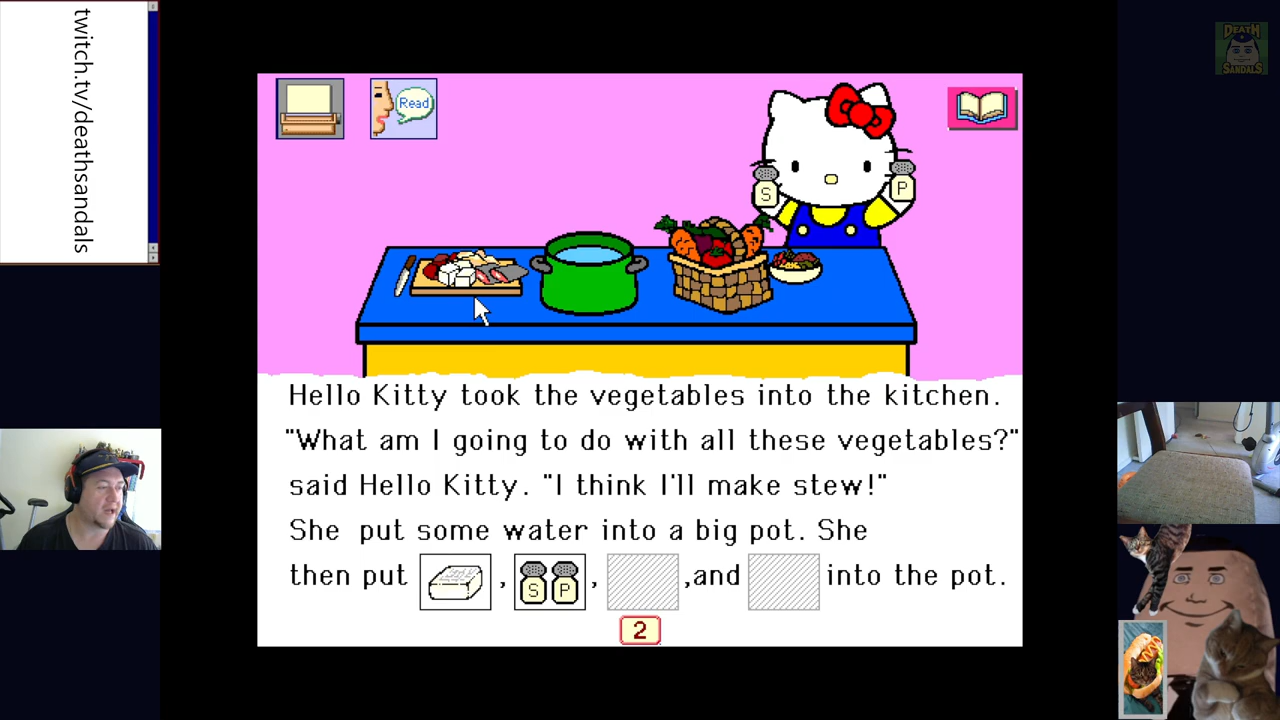 twitch.tv/deathsandals
DEATH
SANDALS
Read
S
P
Hello Kitty took the vegetables into the kitchen.
"What am I going to do with all these vegetables?"
said Hello Kitty. "I think I'll make stew!"
She put some water into a big pot. She
then put , S P , ,and into the pot.
2